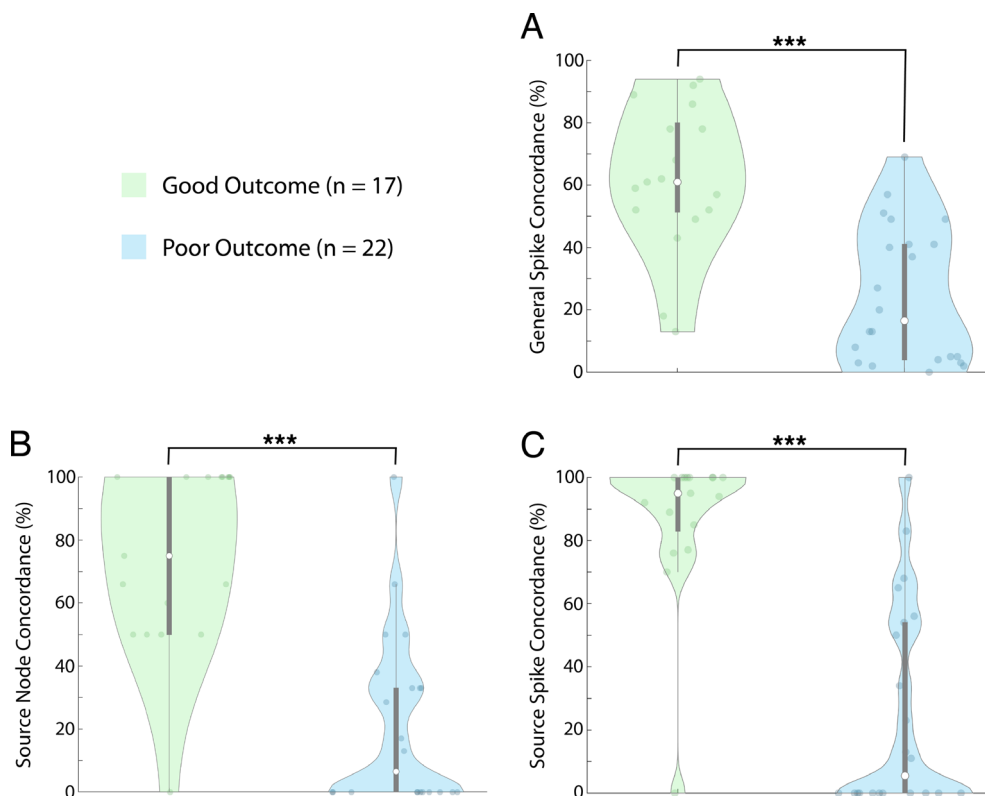 A
***
General Spike Concordance (%)
100
80
60
40
20
0
Good Outcome (n = 17)
Poor Outcome (n = 22)
B
***
Source Node Concordance (%)
100
80
60
40
20
0
C
***
Source Spike Concordance (%)
100
80
60
40
20
0